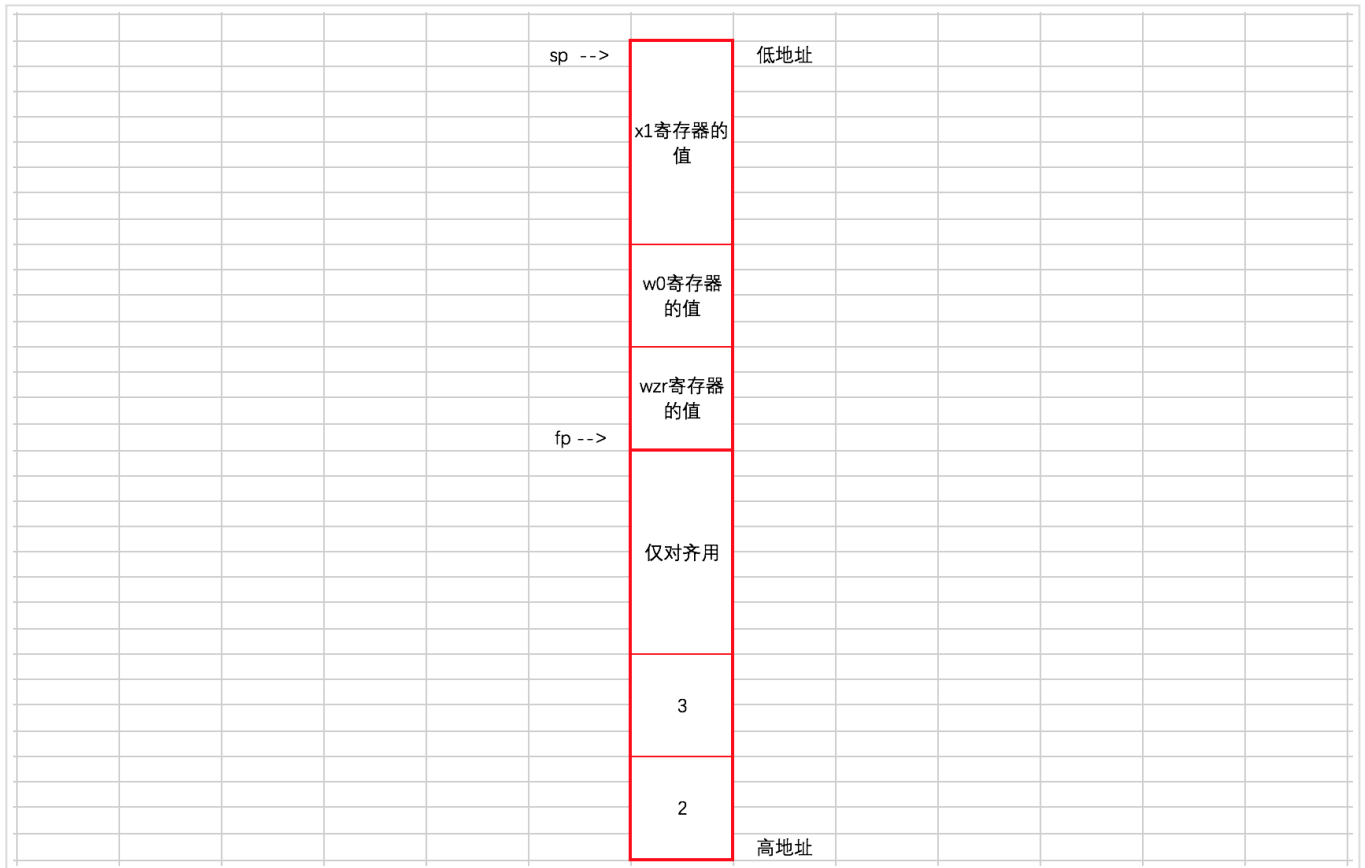 sp --> 低地址
x1寄存器的
值
w0寄存器
的值
wzr寄存器
的值
fp -->
仅对齐用
3
2
高地址